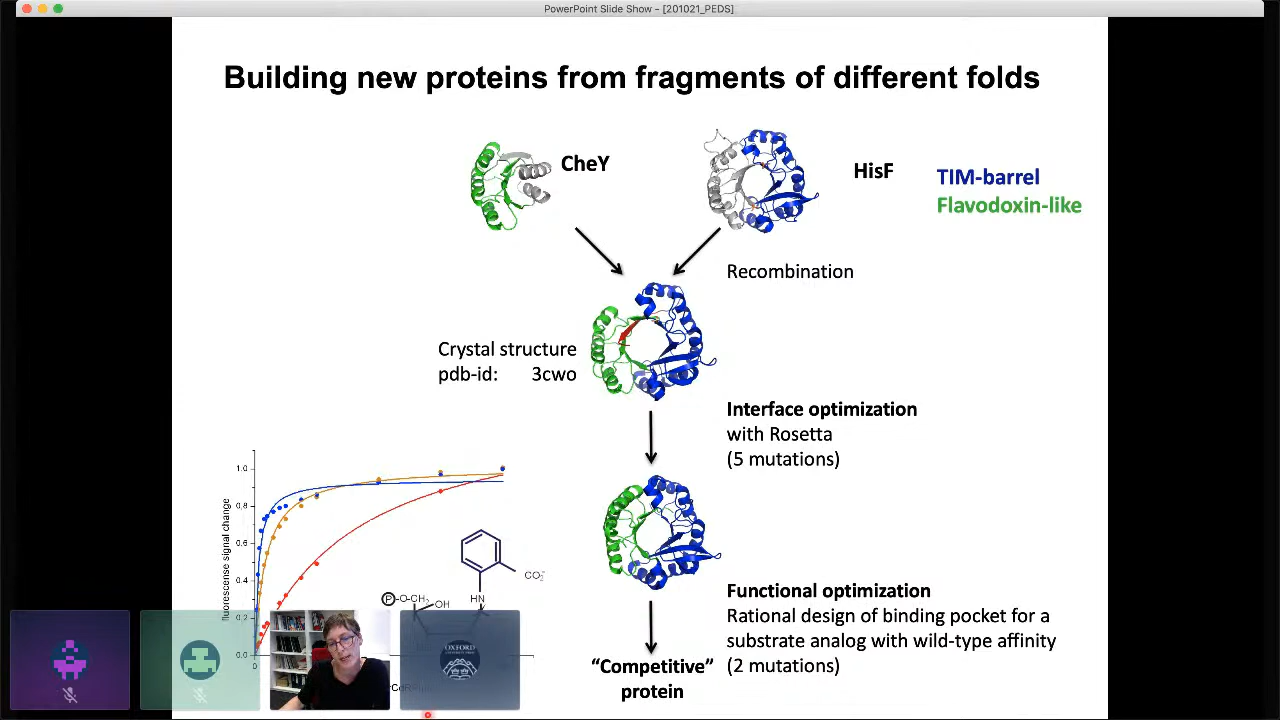 PowerPoint Slide Show - [201021_PEDS]
Building new proteins from fragments of different folds
CheY
HisF
TIM-barrel
Flavodoxin-like
Recombination
Crystal structure
pdb-id: 3cwo
Interface optimization
with Rosetta
(5 mutations)
Functional optimization
Rational design of binding pocket for a
substrate analog with wild-type affinity
(2 mutations)
“Competitive”
protein
fluorescense signal change
1.0
0.8
0.6
0.4
0.2
0.0
0
CO₂⁻
HN
P-O-CH₂
OH
OXFORD